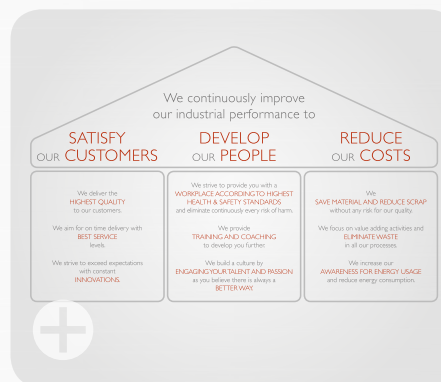 We continuously improve
our industrial performance to
SATISFY
OUR CUSTOMERS
DEVELOP
OUR PEOPLE
REDUCE
OUR COSTS
We deliver the
HIGHEST QUALITY
to our customers.
We aim for on time delivery with
BEST SERVICE
levels.
We strive to exceed expectations
with constant
INNOVATIONS.
We strive to provide you with a
WORKPLACE ACCORDING TO HIGHEST
HEALTH & SAFETY STANDARDS
and eliminate continuously every risk of harm.
We provide
TRAINING AND COACHING
to develop you further.
We build a culture by
ENGAGING YOUR TALENT AND PASSION
as you believe there is always a
BETTER WAY.
We
SAVE MATERIAL AND REDUCE SCRAP
without any risk for our quality.
We focus on value adding activities and
ELIMINATE WASTE
in all our processes.
We increase our
AWARENESS FOR ENERGY USAGE
and reduce energy consumption.